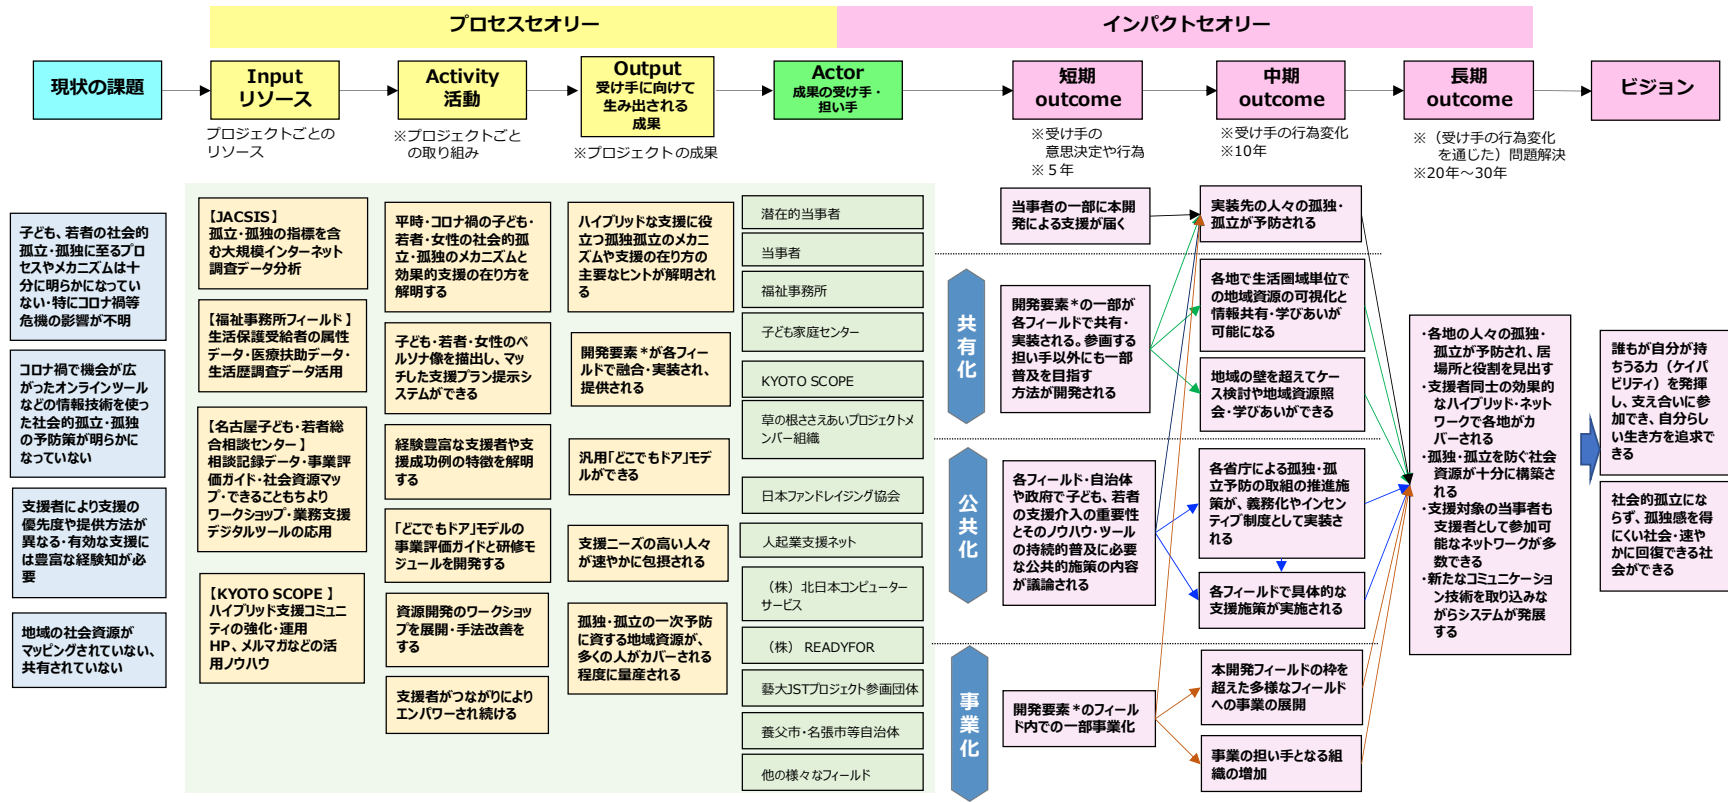 プロセスセオリー
インパクトセオリー
現状の課題
Input
リソース
Activity
活動
Output
受け手に向けて
生み出される
成果
Actor
成果の受け手・
担い手
短期
outcome
中期
outcome
長期
outcome
ビジョン
プロジェクトごとの
リソース
※プロジェクトごと
の取り組み
※プロジェクトの成果
※受け手の
意思決定や行為
※５年
※受け手の行為変化
※10年
※（受け手の行為変化
を通じた）問題解決
※20年～30年
子ども、若者の社会的
孤立・孤独に至るプロ
セスやメカニズムは十
分に明らかになってい
ない・特にコロナ禍等
危機の影響が不明
コロナ禍で機会が広
がったオンラインツール
などの情報技術を使っ
た社会的孤立・孤独
の予防策が明らかに
なっていない
支援者により支援の
優先度や提供方法が
異なる・有効な支援に
は豊富な経験知が必
要
地域の社会資源が
マッピングされていない、
共有されていない
【JACSIS】
孤立・孤独の指標を含
む大規模インターネット
調査データ分析
【福祉事務所フィールド】
生活保護受給者の属性
データ・医療扶助データ・
生活歴調査データ活用
【名古屋子ども・若者総
合相談センター】
相談記録データ・事業評
価ガイド・社会資源マッ
プ・できることもちより
ワークショップ・業務支援
デジタルツールの応用
【KYOTO SCOPE】
ハイブリッド支援コミュニ
ティの強化・運用
HP、メルマガなどの活
用ノウハウ
平時・コロナ禍の子ども・
若者・女性の社会的孤
立・孤独のメカニズムと
効果的支援の在り方を
解明する
子ども・若者・女性のペ
ルソナ像を描出し、マッ
チした支援プラン提示シ
ステムができる
経験豊富な支援者や支
援成功例の特徴を解明
する
「どこでもドア」モデルの
事業評価ガイドと研修モ
ジュールを開発する
資源開発のワークショッ
プを展開・手法改善を
する
支援者がつながりにより
エンパワーされ続ける
ハイブリッドな支援に役
立つ孤独孤立のメカニ
ズムや支援の在り方の
主要なヒントが解明され
る
開発要素＊が各フィー
ルドで融合・実装され、
提供される
汎用「どこでもドア」モデ
ルができる
支援ニーズの高い人々
が速やかに包摂される
孤独・孤立の一次予防
に資する地域資源が、
多くの人がカバーされる
程度に量産される
潜在的当事者
当事者
福祉事務所
子ども家庭センター
KYOTO SCOPE
草の根ささえあいプロジェクトメ
ンバー組織
日本ファンドレイジング協会
人起業支援ネット
（株）北日本コンピューター
サービス
（株） READYFOR
藝大JSTプロジェクト参画団体
養父市・名張市等自治体
他の様々なフィールド
共有化
公共化
事業化
当事者の一部に本開
発による支援が届く
開発要素＊の一部が
各フィールドで共有・
実装される。参画する
担い手以外にも一部
普及を目指す
方法が開発される
各フィールド・自治体
や政府で子ども、若者
の支援介入の重要性
とそのノウハウ・ツール
の持続的普及に必要
な公共的施策の内容
が議論される
開発要素＊のフィール
ド内での一部事業化
実装先の人々の孤独・
孤立が予防される
各地で生活圏域単位で
の地域資源の可視化と
情報共有・学びあいが
可能になる
地域の壁を超えてケー
ス検討や地域資源照
会・学びあいができる
各省庁による孤独・孤
立予防の取組の推進施
策が、義務化やインセン
ティブ制度として実装さ
れる
各フィールドで具体的な
支援施策が実施される
本開発フィールドの枠を
超えた多様なフィールド
への事業の展開
事業の担い手となる組
織の増加
・各地の人々の孤独・
孤立が予防され、居
場所と役割を見出す
・支援者同士の効果的
なハイブリッド・ネット
ワークで各地がカ
バーされる
・孤独・孤立を防ぐ社会
資源が十分に構築さ
れる
・支援対象の当事者も
支援者として参加可
能なネットワークが多
数できる
・新たなコミュニケーショ
ン技術を取り込みな
がらシステムが発展
する
誰もが自分が持
ちうる力（ケイパ
ビリティ）を発揮
し、支え合いに参
加でき、自分らし
い生き方を追求で
きる
社会的孤立にな
らず、孤独感を得
にくい社会・速や
かに回復できる社
会ができる